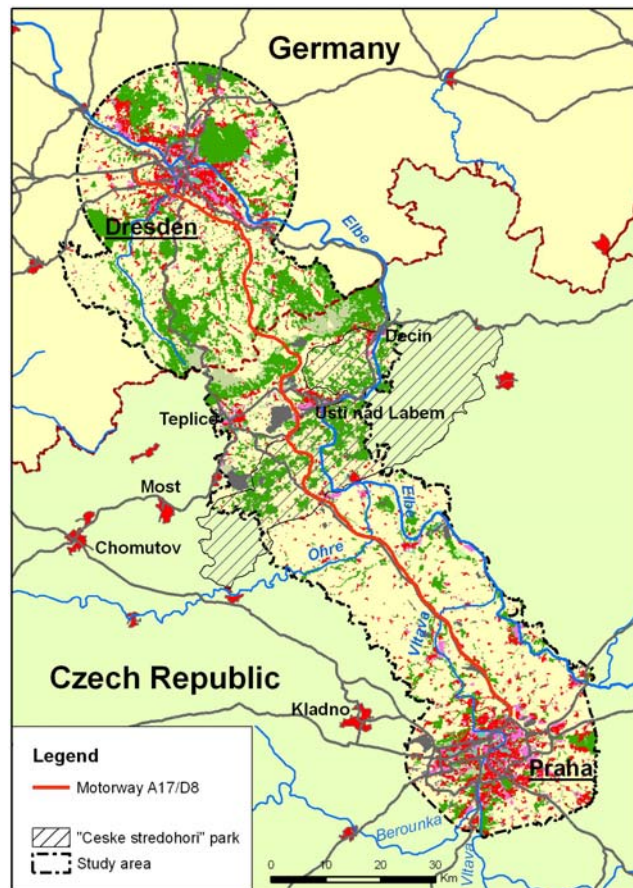 Germany
Elbe
Dresden
Decin
Teplice
Usti nad Labem
Most
Chomutov
Elbe
Ohre
Vltava
Czech Republic
Kladno
Praha
Berounka
Vltava
Legend
Motorway A17/D8
"Ceske stredohori" park
Study area
0 10 20 30
Km